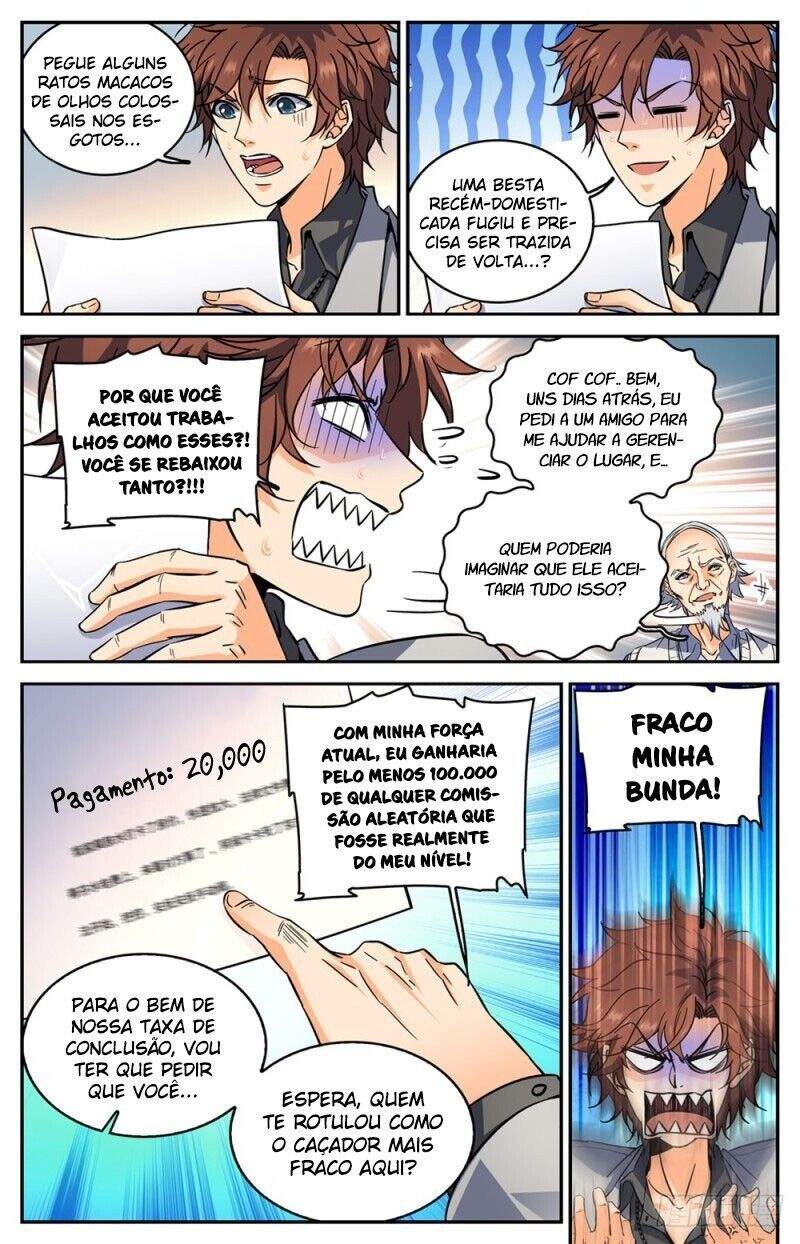 PEGUE ALGUNS
RATOS MACACOS
DE OLHOS COLOS-
SAIS NOS ES-
GOTOS...
UMA BESTA
RECÉM-DOMESTI-
CADA FUGIU E PRE-
CISA SER TRAZIDA
DE VOLTA...?
POR QUE VOCÊ
ACEITOU TRABA-
LHOS COMO ESSES?!
VOCÊ SE REBAIXOU
TANTO?!!!
COF COF.. BEM,
UNS DIAS ATRÁS, EU
PEDI A UM AMIGO PARA
ME AJUDAR A GEREN-
CIAR O LUGAR, E...
QUEM PODERIA
IMAGINAR QUE ELE ACEI-
TARIA TUDO ISSO?
Pagamento: 20,000
COM MINHA FORÇA
ATUAL, EU GANHARIA
PELO MENOS 100.000
DE QUALQUER COMIS-
SÃO ALEATÓRIA QUE
FOSSE REALMENTE
DO MEU NÍVEL!
PARA O BEM DE
NOSSA TAXA DE
CONCLUSÃO, VOU
TER QUE PEDIR
QUE VOCÊ...
ESPERA, QUEM
TE ROTULOU COMO
O CAÇADOR MAIS
FRACO AQUI?
FRACO
MINHA
BUNDA!